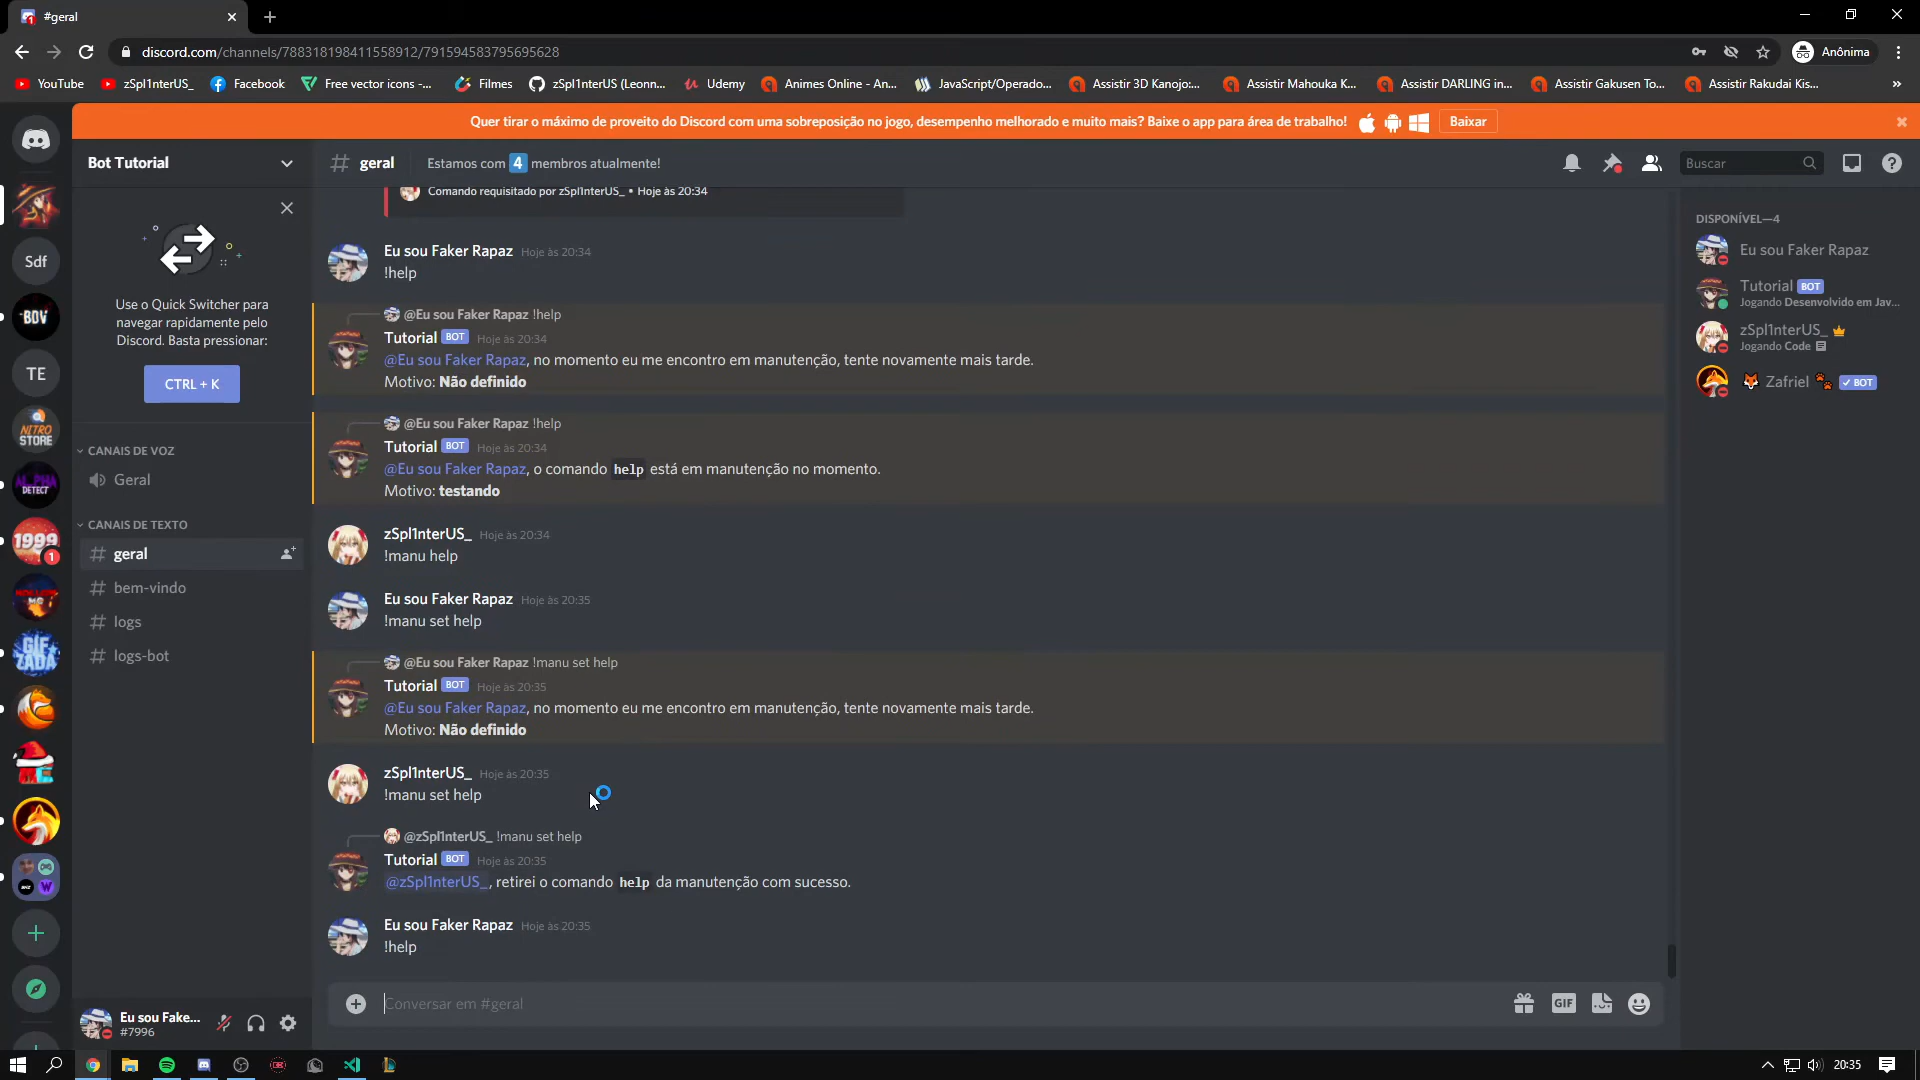 #geral
discord.com/channels/788318198411558912/791594583795695628
Anônima
YouTube
zSpl1nterUS_
Facebook
Free vector icons -...
Filmes
zSpl1nterUS (Leonn...
Udemy
Animes Online - An...
JavaScript/Operado...
Assistir 3D Kanojo:...
Assistir Mahouka K...
Assistir DARLING in...
Assistir Gakusen To...
Assistir Rakudai Kis...
»
Quer tirar o máximo de proveito do Discord com uma sobreposição no jogo, desempenho melhorado e muito mais? Baixe o app para área de trabalho!
Baixar
Bot Tutorial
# geral
Estamos com 4 membros atualmente!
Buscar
Sdf
BDV
TE
NITRO
STORE
ALPHA
DETECT
1999
1
GIF
ZADA
Use o Quick Switcher para
navegar rapidamente pelo
Discord. Basta pressionar:
CTRL + K
CANAIS DE VOZ
Geral
CANAIS DE TEXTO
# geral
# bem-vindo
# logs
# logs-bot
Eu sou Fake...
#7996
Comando requisitado por zSpl1nterUS_ • Hoje às 20:34
Eu sou Faker Rapaz Hoje às 20:34
!help
@Eu sou Faker Rapaz !help
Tutorial BOT Hoje às 20:34
@Eu sou Faker Rapaz, no momento eu me encontro em manutenção, tente novamente mais tarde.
Motivo: Não definido
@Eu sou Faker Rapaz !help
Tutorial BOT Hoje às 20:34
@Eu sou Faker Rapaz, o comando help está em manutenção no momento.
Motivo: testando
zSpl1nterUS_ Hoje às 20:34
!manu help
Eu sou Faker Rapaz Hoje às 20:35
!manu set help
@Eu sou Faker Rapaz !manu set help
Tutorial BOT Hoje às 20:35
@Eu sou Faker Rapaz, no momento eu me encontro em manutenção, tente novamente mais tarde.
Motivo: Não definido
zSpl1nterUS_ Hoje às 20:35
!manu set help
@zSpl1nterUS_ !manu set help
Tutorial BOT Hoje às 20:35
@zSpl1nterUS_, retirei o comando help da manutenção com sucesso.
Eu sou Faker Rapaz Hoje às 20:35
!help
Conversar em #geral
GIF
DISPONÍVEL—4
Eu sou Faker Rapaz
Tutorial BOT
Jogando Desenvolvido em Jav...
zSpl1nterUS_
Jogando Code
Zafriel BOT
20:35